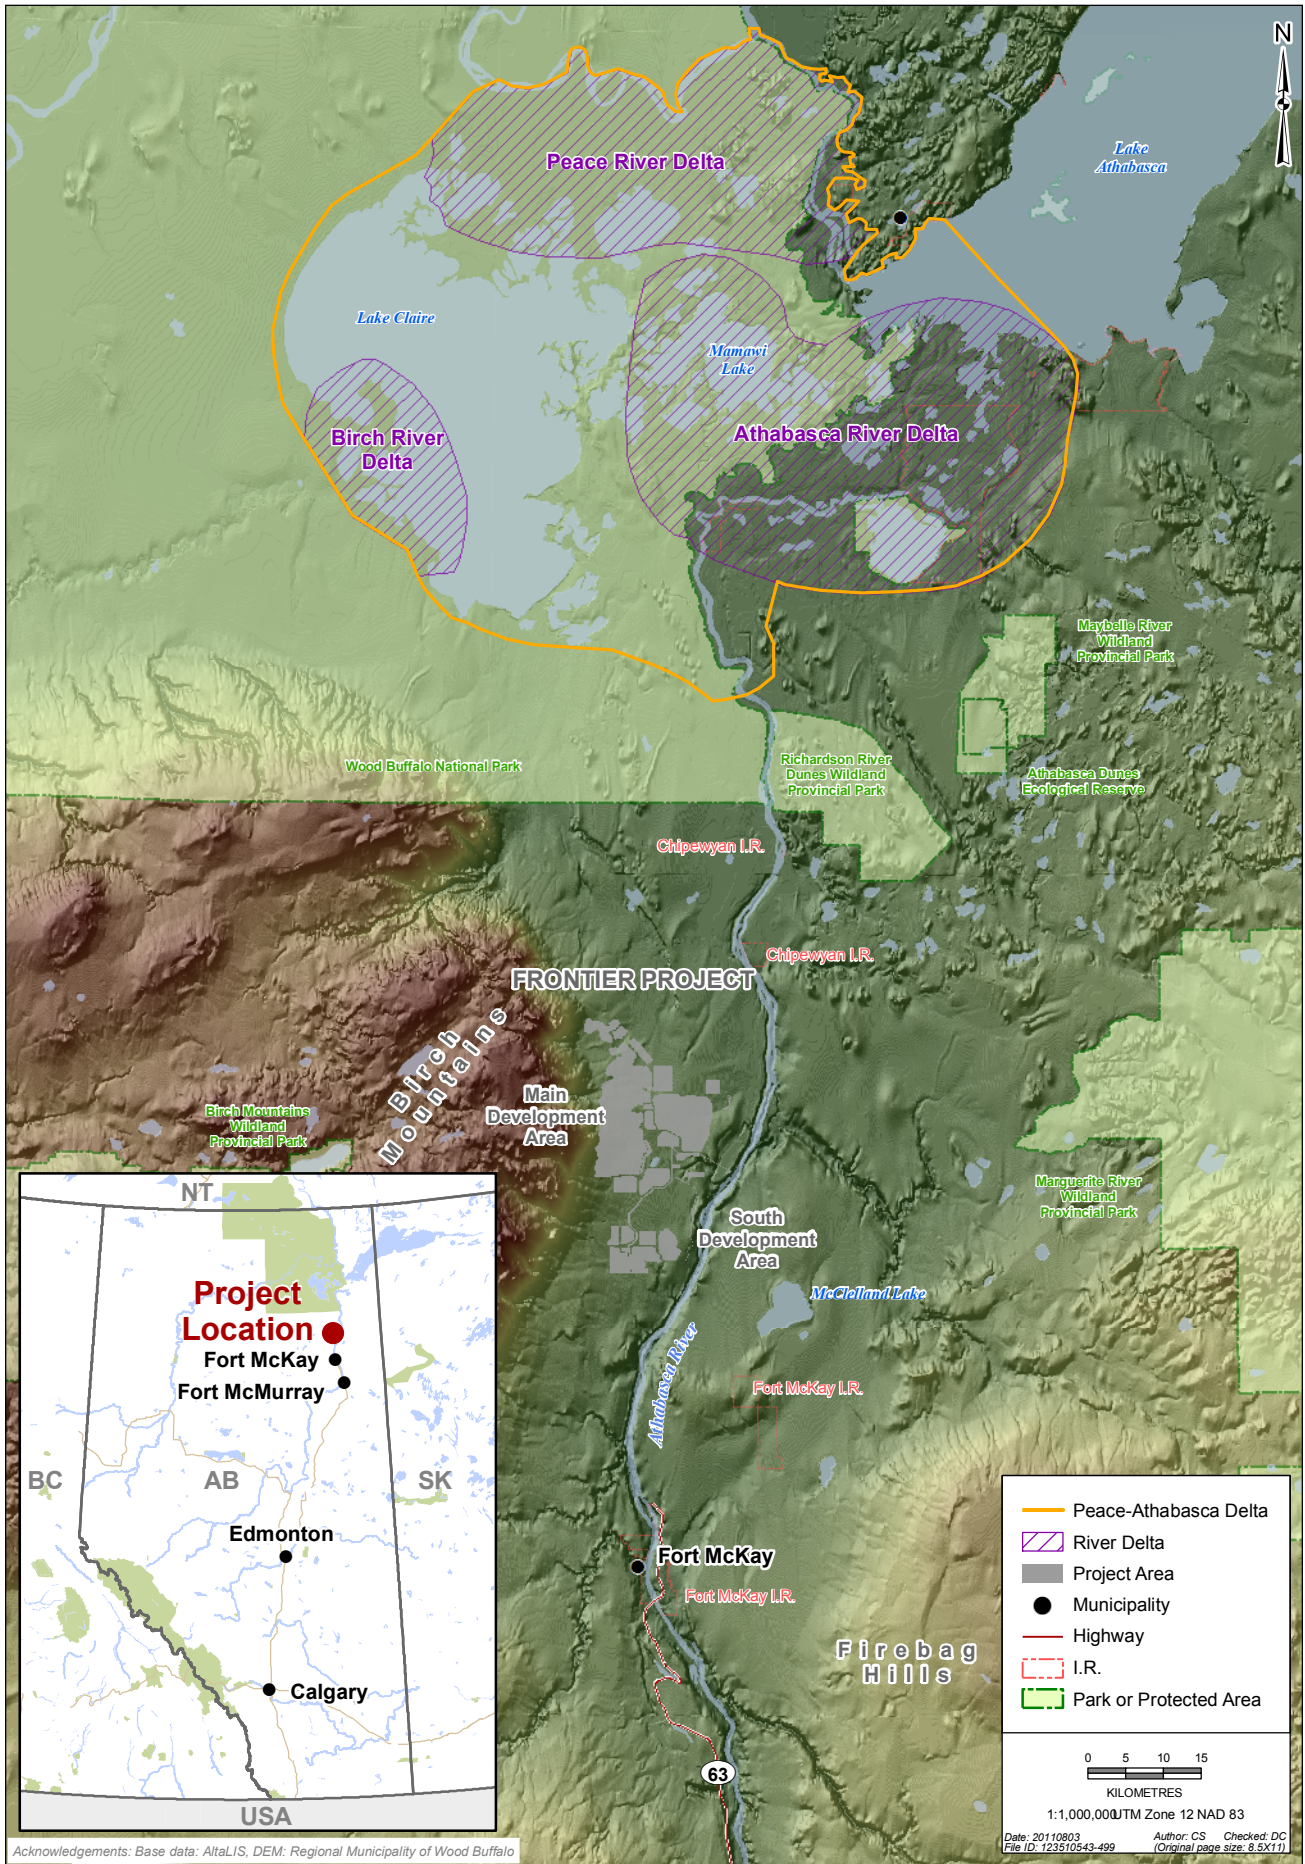 N
Peace River Delta
Lake
Athabasca
Lake Claire
Mamawi
Lake
Birch River
Delta
Athabasca River Delta
Maybelle River
Wildland
Provincial Park
Wood Buffalo National Park
Richardson River
Dunes Wildland
Provincial Park
Athabasca Dunes
Ecological Reserve
Chipewyan I.R.
Chipewyan I.R.
FRONTIER PROJECT
Birch
Mountains
Main
Development
Area
Birch Mountains
Wildland
Provincial Park
Marguerite River
Wildland
Provincial Park
South
Development
Area
McClelland Lake
Athabasca River
Fort McKay I.R.
Fort McKay
Fort McKay I.R.
Firebag
Hills
63
NT
Project
Location
Fort McKay
Fort McMurray
BC
AB
SK
Edmonton
Calgary
USA
Peace-Athabasca Delta
River Delta
Project Area
Municipality
Highway
I.R.
Park or Protected Area
0 5 10 15
KILOMETRES
1:1,000,000UTM Zone 12 NAD 83
Date: 20110803 Author: CS Checked: DC
File ID: 123510543-499 (Original page size: 8.5X11)
Acknowledgements: Base data: AltaLIS, DEM: Regional Municipality of Wood Buffalo